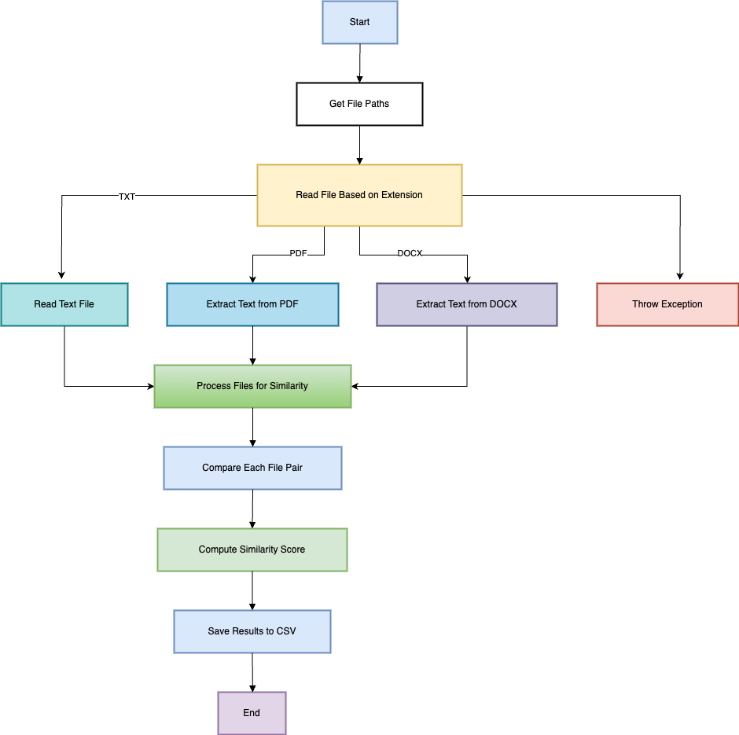 Start
Get File Paths
Read File Based on Extension
TXT
PDF
DOCX
Read Text File
Extract Text from PDF
Extract Text from DOCX
Throw Exception
Process Files for Similarity
Compare Each File Pair
Compute Similarity Score
Save Results to CSV
End